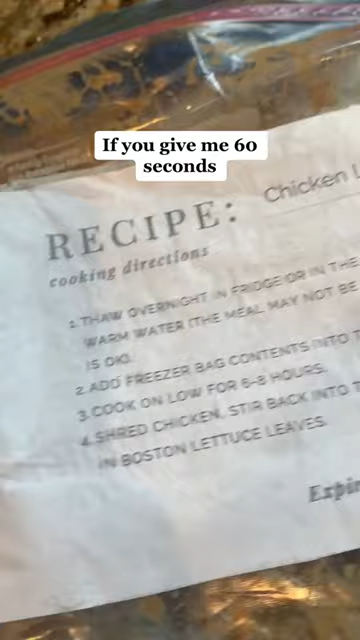 If you give me 60
seconds
RECIPE:
Chicken L
cooking directions
1. THAW OVERNIGHT IN FRIDGE OR IN THE
WARM WATER (THE MEAL MAY NOT BE
IS OK).
2. ADD FREEZER BAG CONTENTS INTO T
3. COOK ON LOW FOR 6-8 HOURS.
4. SHRED CHICKEN, STIR BACK INTO T
IN BOSTON LETTUCE LEAVES.
Expir